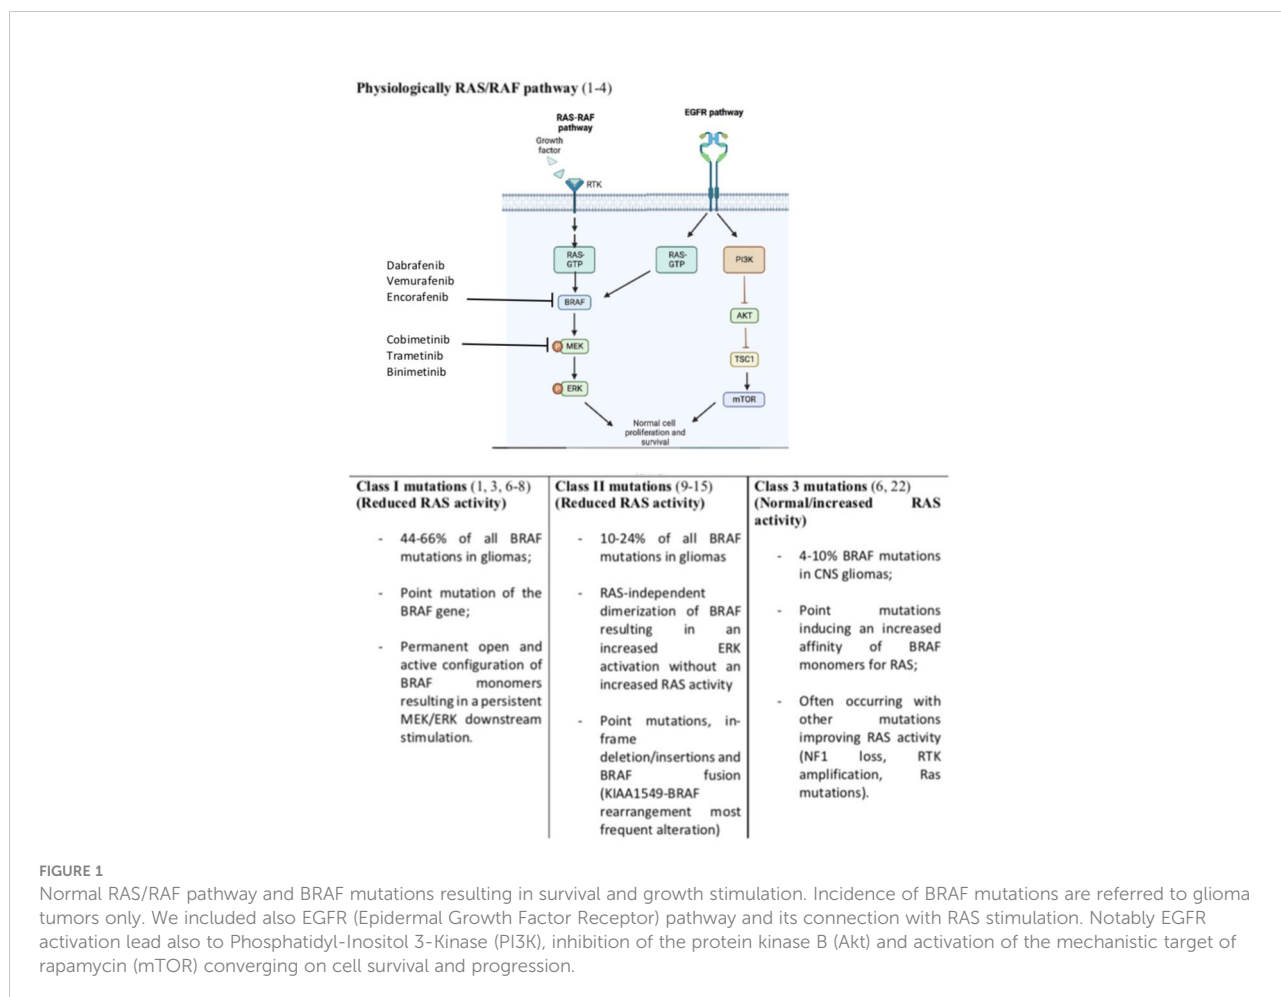 Physiologically RAS/RAF pathway (1-4)
RAS-RAF
pathway
EGFR pathway
Growth
factor
RTK
RAS-
GTP
RAS-
GTP
PI3K
Dabrafenib
Vemurafenib
Encorafenib
BRAF
AKT
Cobimetinib
Trametinib
Binimetinib
P
MEK
TSC1
P
ERK
mTOR
Normal cell
proliferation and
survival
Class I mutations (1, 3, 6-8)
(Reduced RAS activity)
- 44-66% of all BRAF
mutations in gliomas;
- Point mutation of the
BRAF gene;
- Permanent open and
active configuration of
BRAF monomers
resulting in a persistent
MEK/ERK downstream
stimulation.
Class II mutations (9-15)
(Reduced RAS activity)
- 10-24% of all BRAF
mutations in gliomas
- RAS-independent
dimerization of BRAF
resulting in an
increased ERK
activation without an
increased RAS activity
- Point mutations, in-
frame
deletion/insertions and
BRAF fusion
(KIAA1549-BRAF
rearrangement most
frequent alteration)
Class 3 mutations (6, 22)
(Normal/increased RAS
activity)
- 4-10% BRAF mutations
in CNS gliomas;
- Point mutations
inducing an increased
affinity of BRAF
monomers for RAS;
- Often occurring with
other mutations
improving RAS activity
(NF1 loss, RTK
amplification, Ras
mutations).
FIGURE 1
Normal RAS/RAF pathway and BRAF mutations resulting in survival and growth stimulation. Incidence of BRAF mutations are referred to glioma
tumors only. We included also EGFR (Epidermal Growth Factor Receptor) pathway and its connection with RAS stimulation. Notably EGFR
activation lead also to Phosphatidyl-Inositol 3-Kinase (PI3K), inhibition of the protein kinase B (Akt) and activation of the mechanistic target of
rapamycin (mTOR) converging on cell survival and progression.